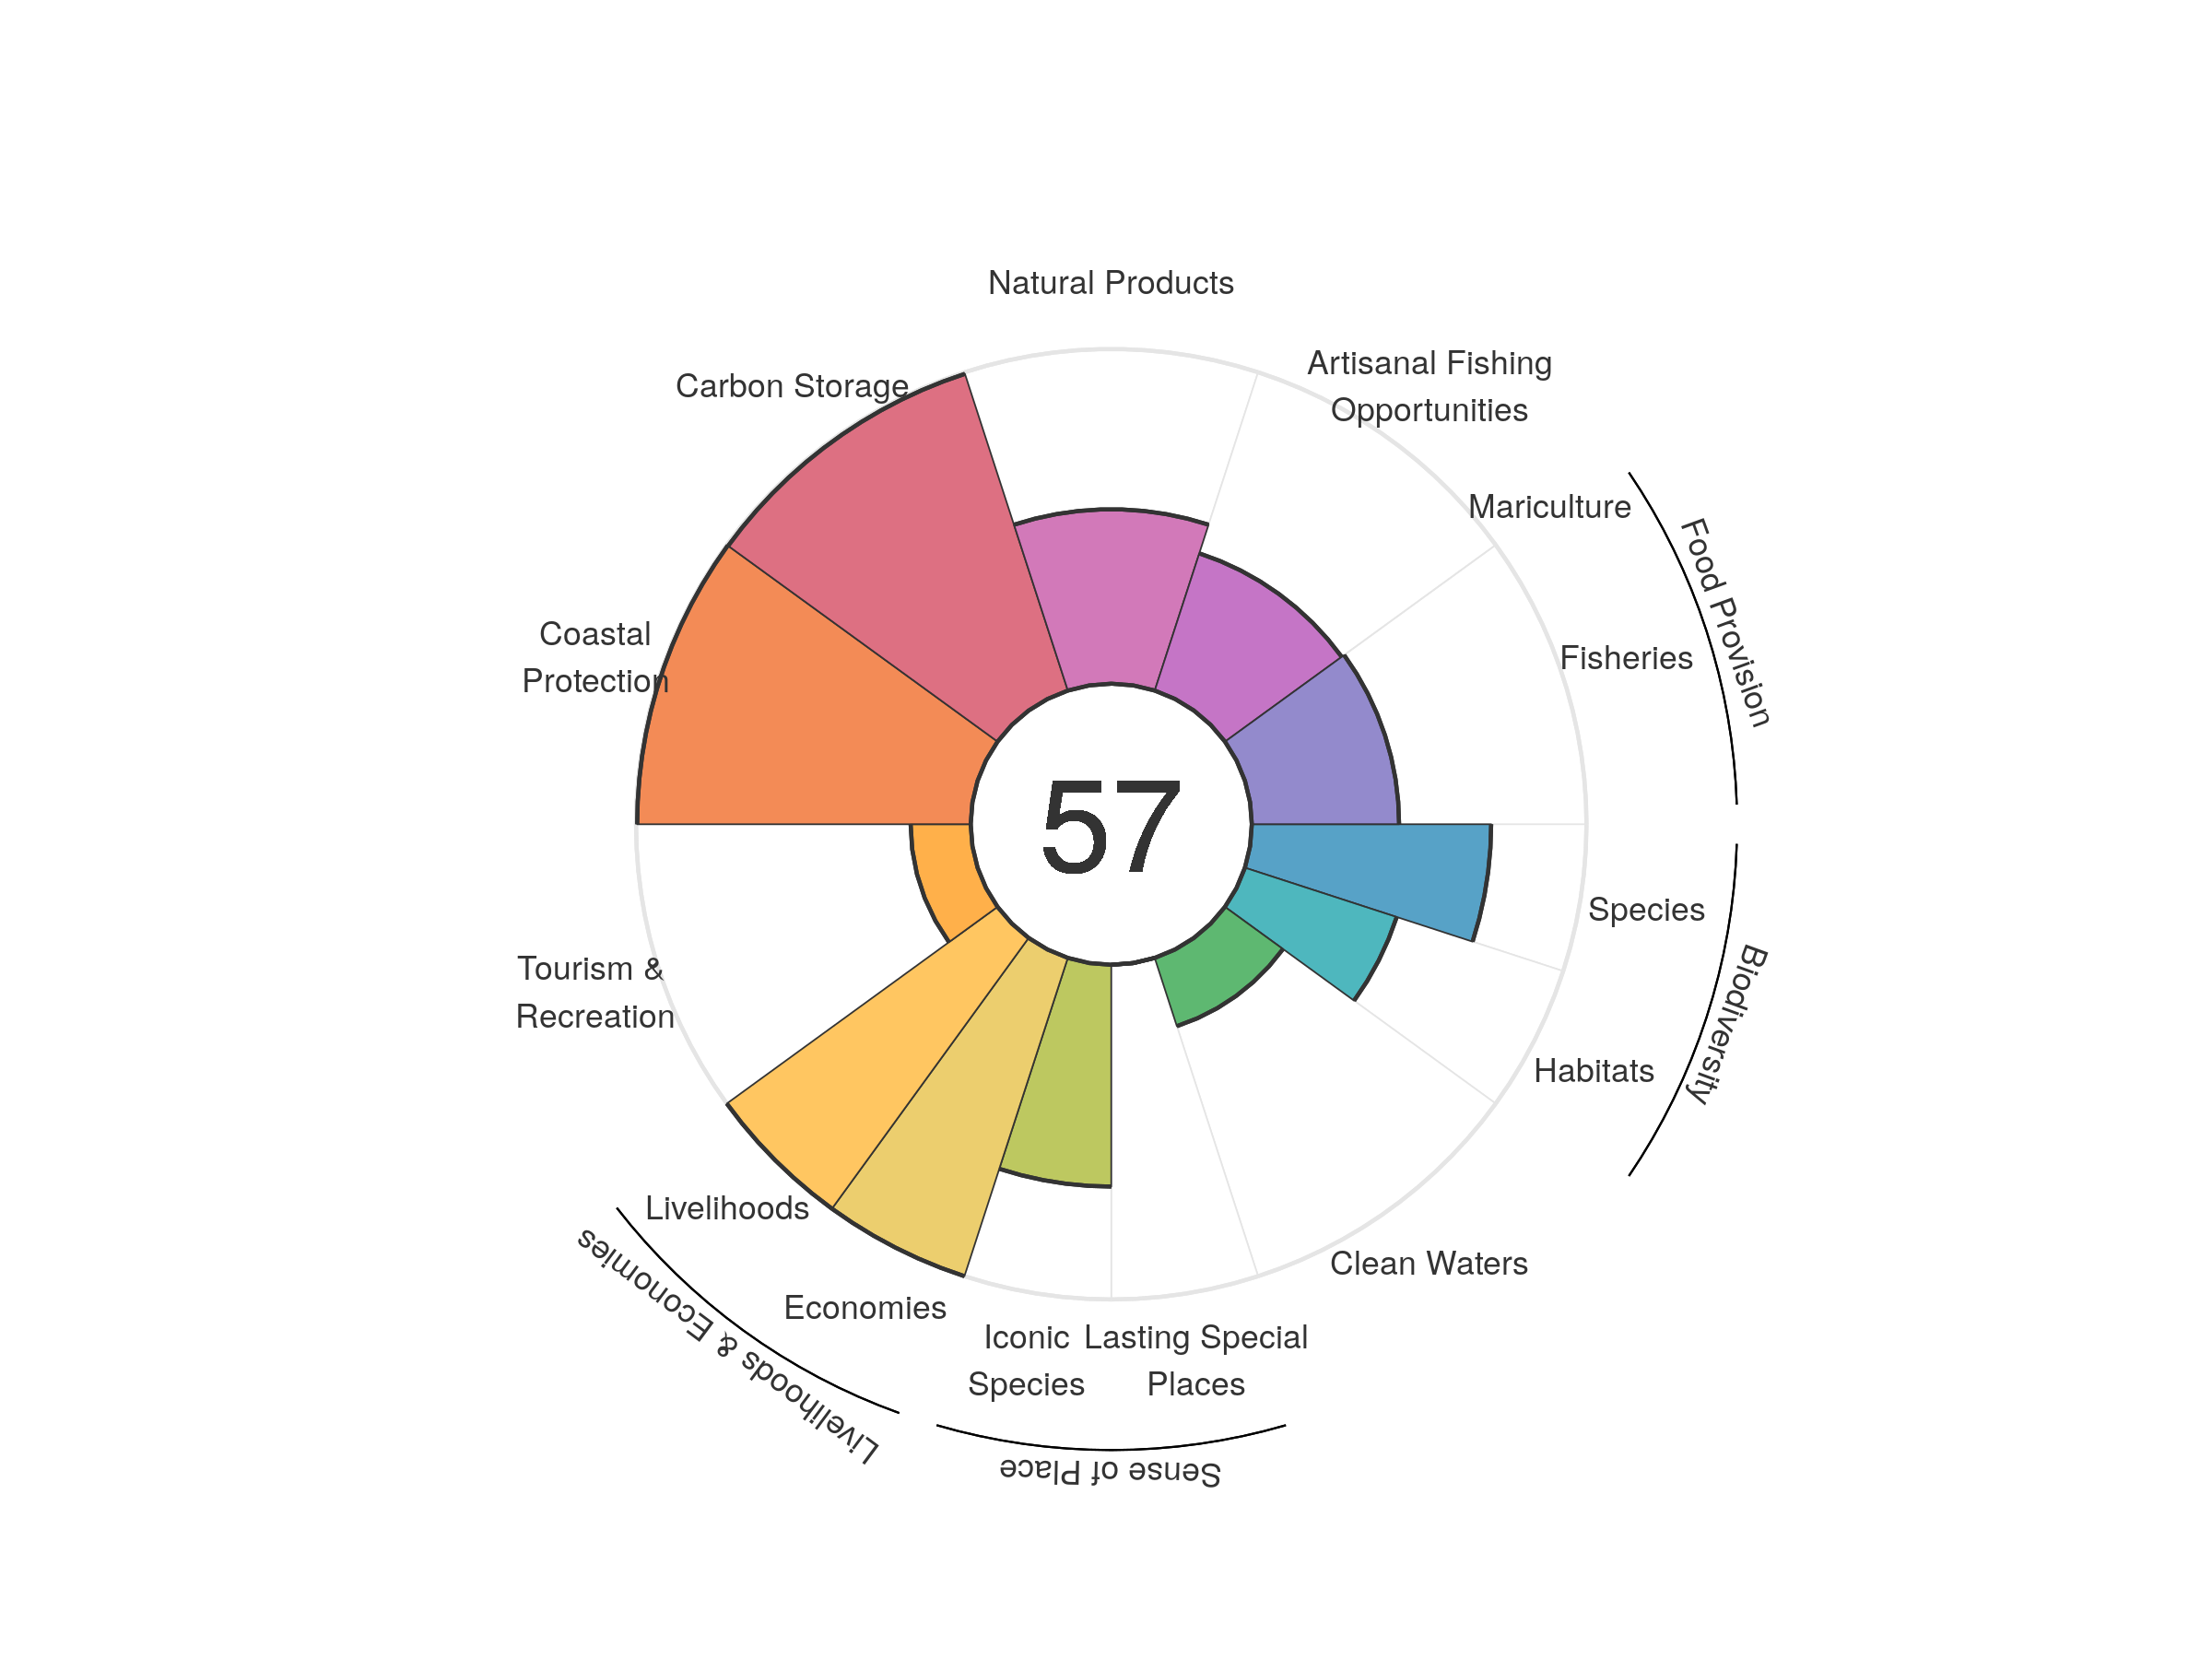 Natural Products
Artisanal Fishing
Opportunities
Carbon Storage
Mariculture
Food Provision
Coastal
Protection
Fisheries
57
Species
Biodiversity
Tourism &
Recreation
Habitats
Livelihoods
Livelihoods & Economies
Clean Waters
Economies
Iconic
Species
Lasting Special
Places
Sense of Place